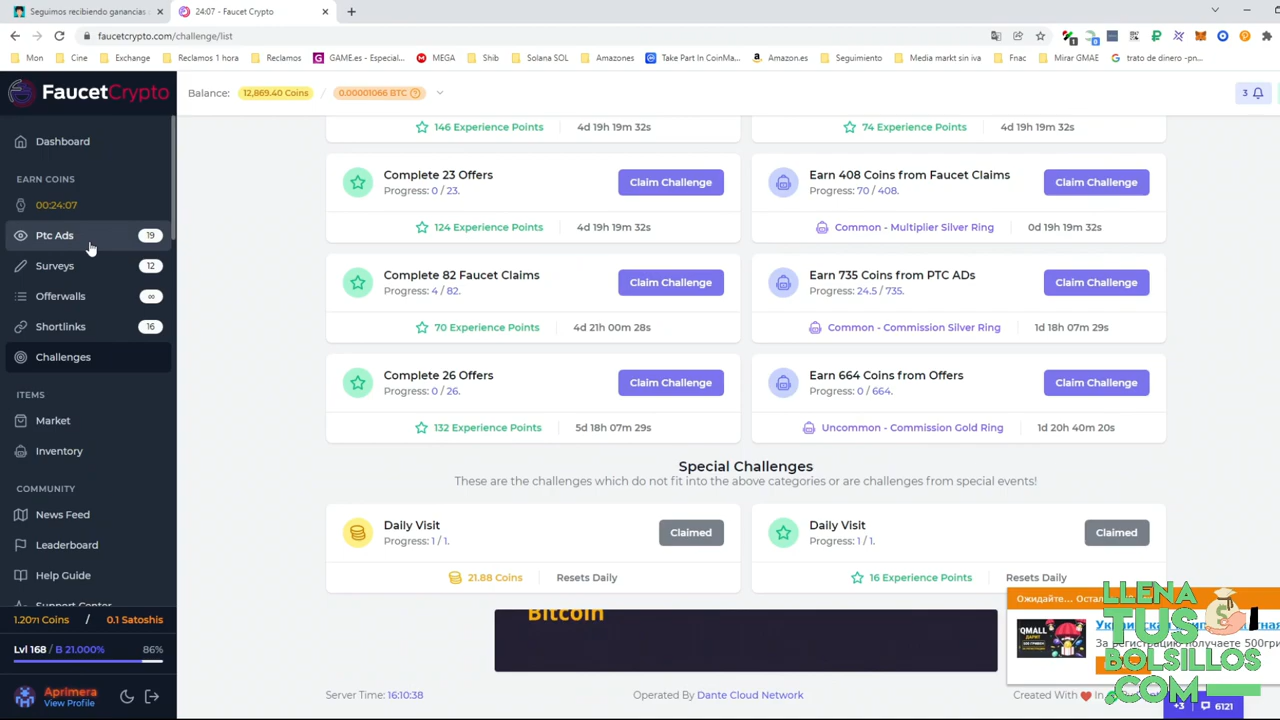 Seguimos recibiendo ganancias
24:07 - Faucet Crypto
faucetcrypto.com/challenge/list
Mon Cine Exchange Reclamos 1 hora Reclamos GAME.es - Especial... MEGA Shib Solana SOL Amazones Take Part In CoinMa... Amazon.es Seguimiento Media markt sin iva Fnac Mirar GMAE trato de dinero -pn...
FaucetCrypto
Balance: 12,869.40 Coins / 0.00001066 BTC
3
Dashboard
EARN COINS
00:24:07
Ptc Ads 19
Surveys 12
Offerwalls ∞
Shortlinks 16
Challenges
ITEMS
Market
Inventory
COMMUNITY
News Feed
Leaderboard
Help Guide
Support Center
/ 0.1 Satoshis
Lvl 168 / 21.000% 86%
Aprimera
View Profile
146 Experience Points 4d 19h 19m 32s
74 Experience Points 4d 19h 19m 32s
Complete 23 Offers
Progress: 0 / 23.
Claim Challenge
124 Experience Points 4d 19h 19m 32s
Earn 408 Coins from Faucet Claims
Progress: 70 / 408.
Claim Challenge
Common - Multiplier Silver Ring 0d 19h 19m 32s
Complete 82 Faucet Claims
Progress: 4 / 82.
Claim Challenge
70 Experience Points 4d 21h 00m 28s
Earn 735 Coins from PTC ADs
Progress: 24.5 / 735.
Claim Challenge
Common - Commission Silver Ring 1d 18h 07m 29s
Complete 26 Offers
Progress: 0 / 26.
Claim Challenge
132 Experience Points 5d 18h 07m 29s
Earn 664 Coins from Offers
Progress: 0 / 664.
Claim Challenge
Uncommon - Commission Gold Ring 1d 20h 40m 20s
Special Challenges
These are the challenges which do not fit into the above categories or are challenges from special events!
Daily Visit
Progress: 1 / 1.
Claimed
21.88 Coins Resets Daily
Daily Visit
Progress: 1 / 1.
Claimed
16 Experience Points Resets Daily
Bitcoin
Ожидайте...
QMALL
ДАРИТ
500 ГРИВЕН
За регистрацию получаете
LLENA
TUS
BOLSILLOS
.COM
Server Time: 16:10:38
Operated By Dante Cloud Network
Created With
+3 6121